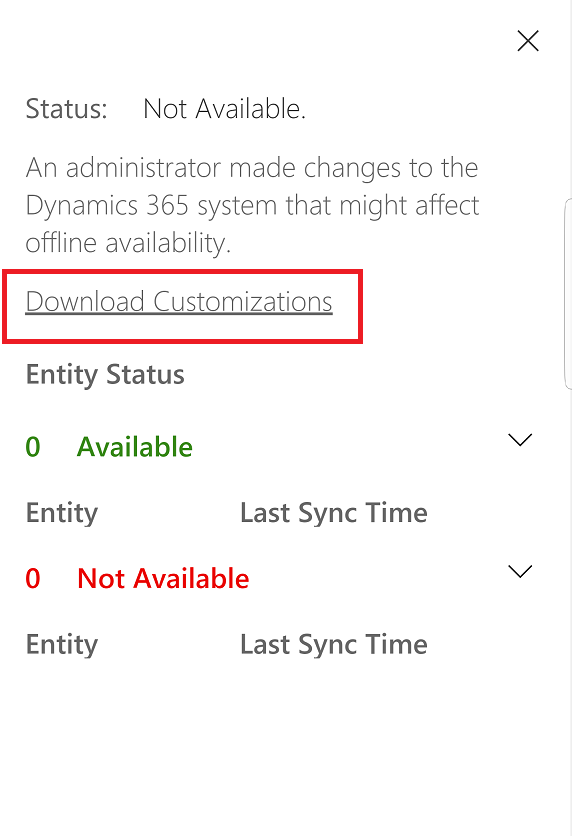 Status: Not Available.
An administrator made changes to the
Dynamics 365 system that might affect
offline availability.
Download Customizations
Entity Status
0 Available
Entity Last Sync Time
0 Not Available
Entity Last Sync Time